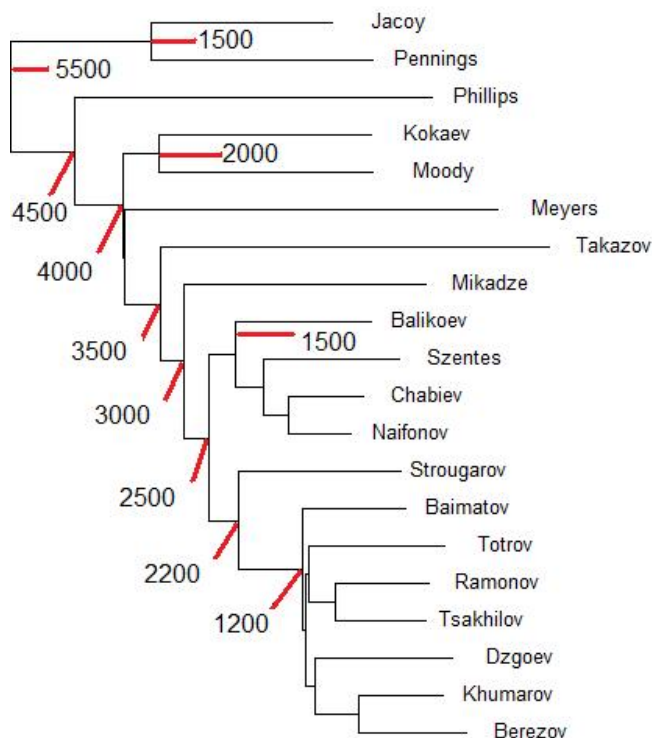 Jacoy
1500
5500
Pennings
Phillips
Kokaev
2000
Moody
4500
Meyers
4000
Takazov
Mikadze
3500
Balikoev
1500
Szentes
3000
Chabiev
Naifonov
2500
Strougarov
Baimatov
2200
Totrov
Ramonov
1200
Tsakhilov
Dzgoev
Khumarov
Berezov